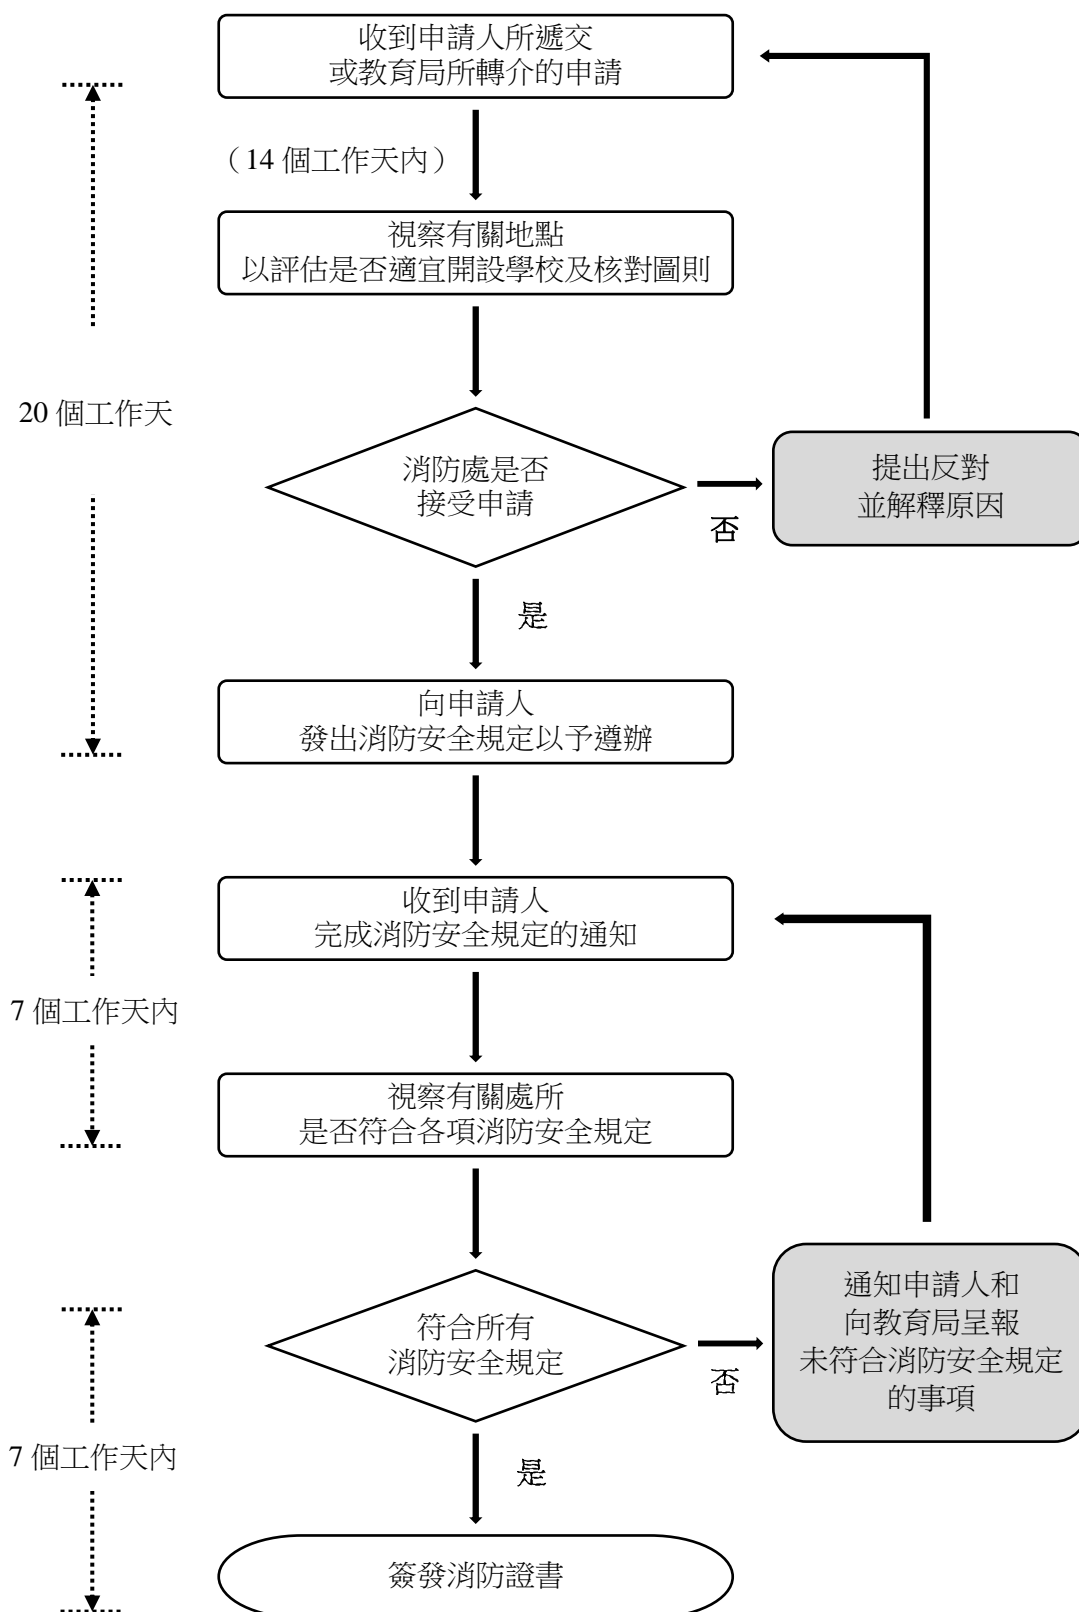 收到申請人所遞交
或教育局所轉介的申請
（14 個工作天內）
視察有關地點
以評估是否適宜開設學校及核對圖則
20 個工作天
消防處是否
接受申請
否
提出反對
並解釋原因
是
向申請人
發出消防安全規定以予遵辦
收到申請人
完成消防安全規定的通知
7 個工作天內
視察有關處所
是否符合各項消防安全規定
符合所有
消防安全規定
否
通知申請人和
向教育局呈報
未符合消防安全規定
的事項
7 個工作天內
是
簽發消防證書